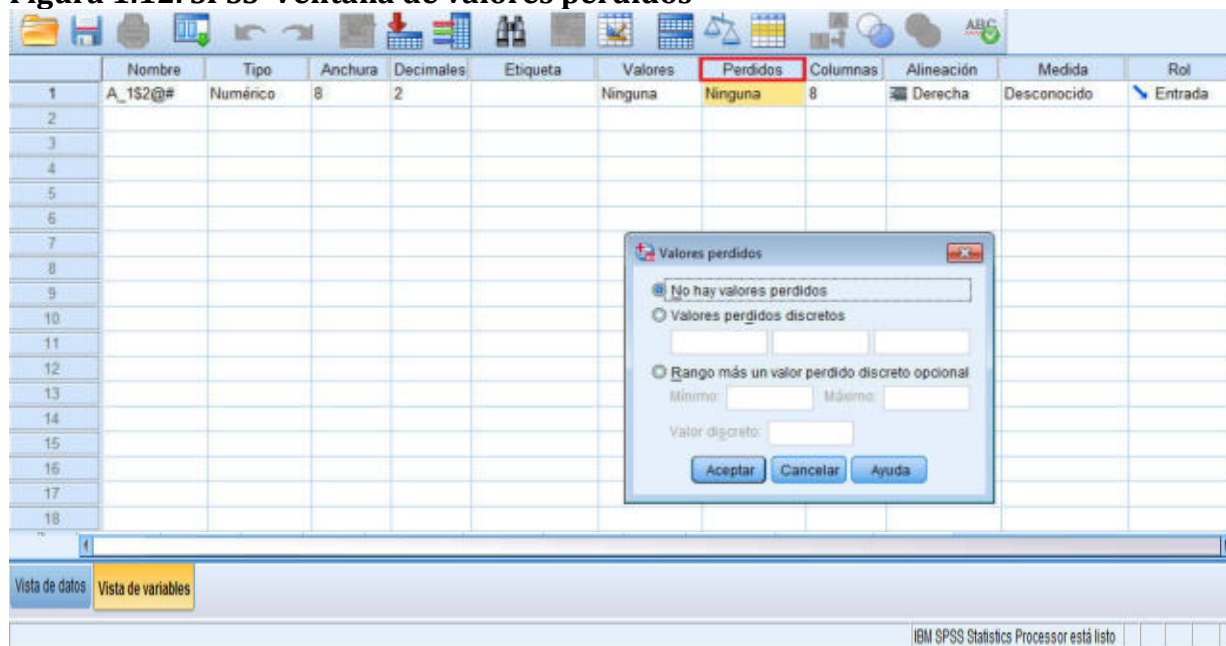 Figura 1.12. SPSS-Ventana de valores perdidos
ABC
Nombre Tipo Anchura Decimales Etiqueta Valores Perdidos Columnas Alineación Medida Rol
1 A_1$2@# Numérico 8 2 Ninguna Ninguna 8 Derecha Desconocido Entrada
2
3
4
5
6
7
8
9
10
11
12
13
14
15
16
17
18
Valores perdidos
No hay valores perdidos
Valores perdidos discretos
Rango más un valor perdido discreto opcional
Mínimo: Máximo:
Valor discreto:
Aceptar Cancelar Ayuda
Vista de datos Vista de variables
IBM SPSS Statistics Processor está listo